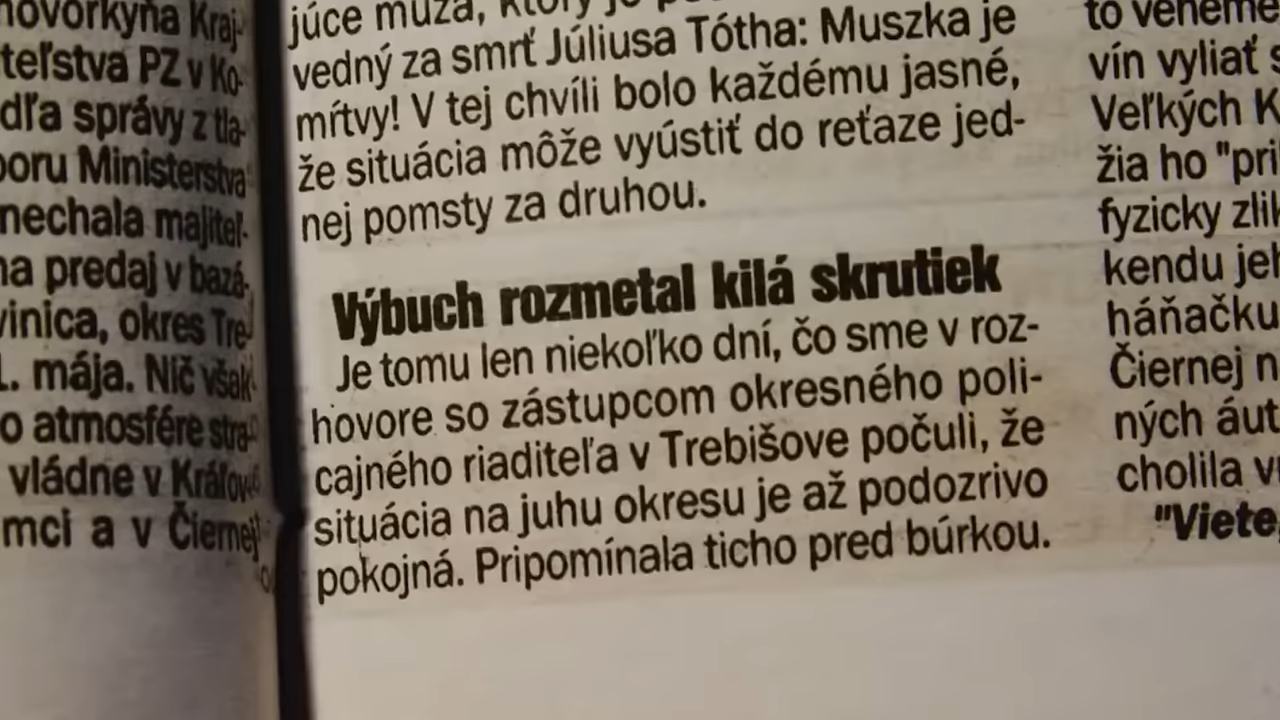 hovorkyňa Kraj-
teľstva PZ v Ko-
dľa správy z tla-
boru Ministerstva
nechala majiteľ-
na predaj v bazá-
vinica, okres Tre-
1. mája. Nič však
o atmosfére stra-
vládne v Kráľov-
mci a v Čiernej
júce muža, ktorý je
vedný za smrť Júliusa Tótha: Muszka je
mŕtvy! V tej chvíli bolo každému jasné,
že situácia môže vyústiť do reťaze jed-
nej pomsty za druhou.
Výbuch rozmetal kilá skrutiek
Je tomu len niekoľko dní, čo sme v roz-
hovore so zástupcom okresného poli-
cajného riaditeľa v Trebišove počuli, že
situácia na juhu okresu je až podozrivo
pokojná. Pripomínala ticho pred búrkou.
to veheme
vín vyliať s
Veľkých K
žia ho "pri
fyzicky zlik
kendu jeh
háňačku
Čiernej n
ných áut
cholila v
"Viete,